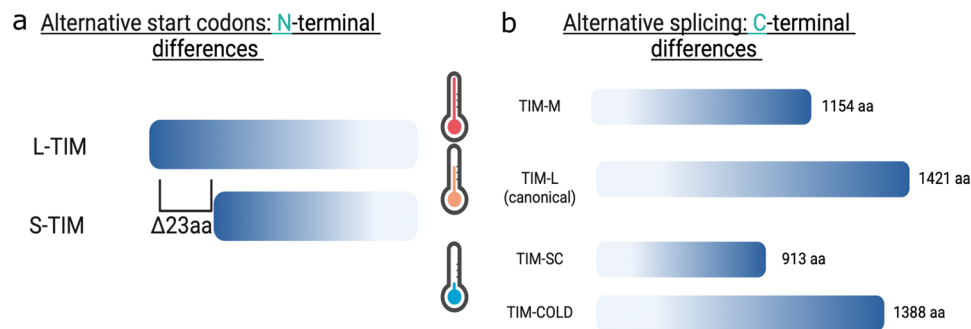 a
Alternative start codons: N-terminal
differences
L-TIM
S-TIM
Δ23aa
b
Alternative splicing: C-terminal
differences
TIM-M
1154 aa
TIM-L
(canonical)
1421 aa
TIM-SC
913 aa
TIM-COLD
1388 aa